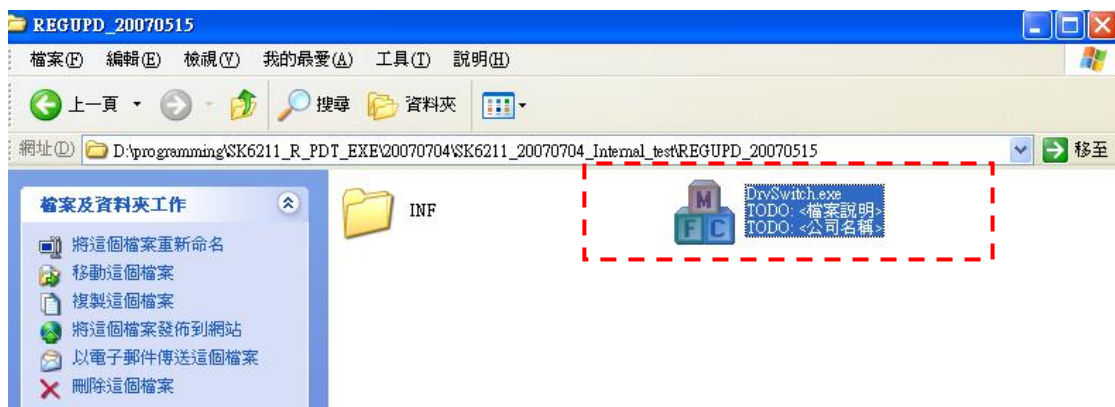 REGUPD_20070515
檔案(F) 編輯(E) 檢視(V) 我的最愛(A) 工具(T) 說明(H)
上一頁 搜尋 資料夾
網址(D) D:\programming\SK6211_R_PDT_EXE\20070704\SK6211_20070704_Internal_test\REGUPD_20070515 移至
檔案及資料夾工作
將這個檔案重新命名
移動這個檔案
複製這個檔案
將這個檔案發佈到網站
以電子郵件傳送這個檔案
刪除這個檔案
INF
M
F C
DrvSwitch.exe
TODO: <檔案說明>
TODO: <公司名稱>